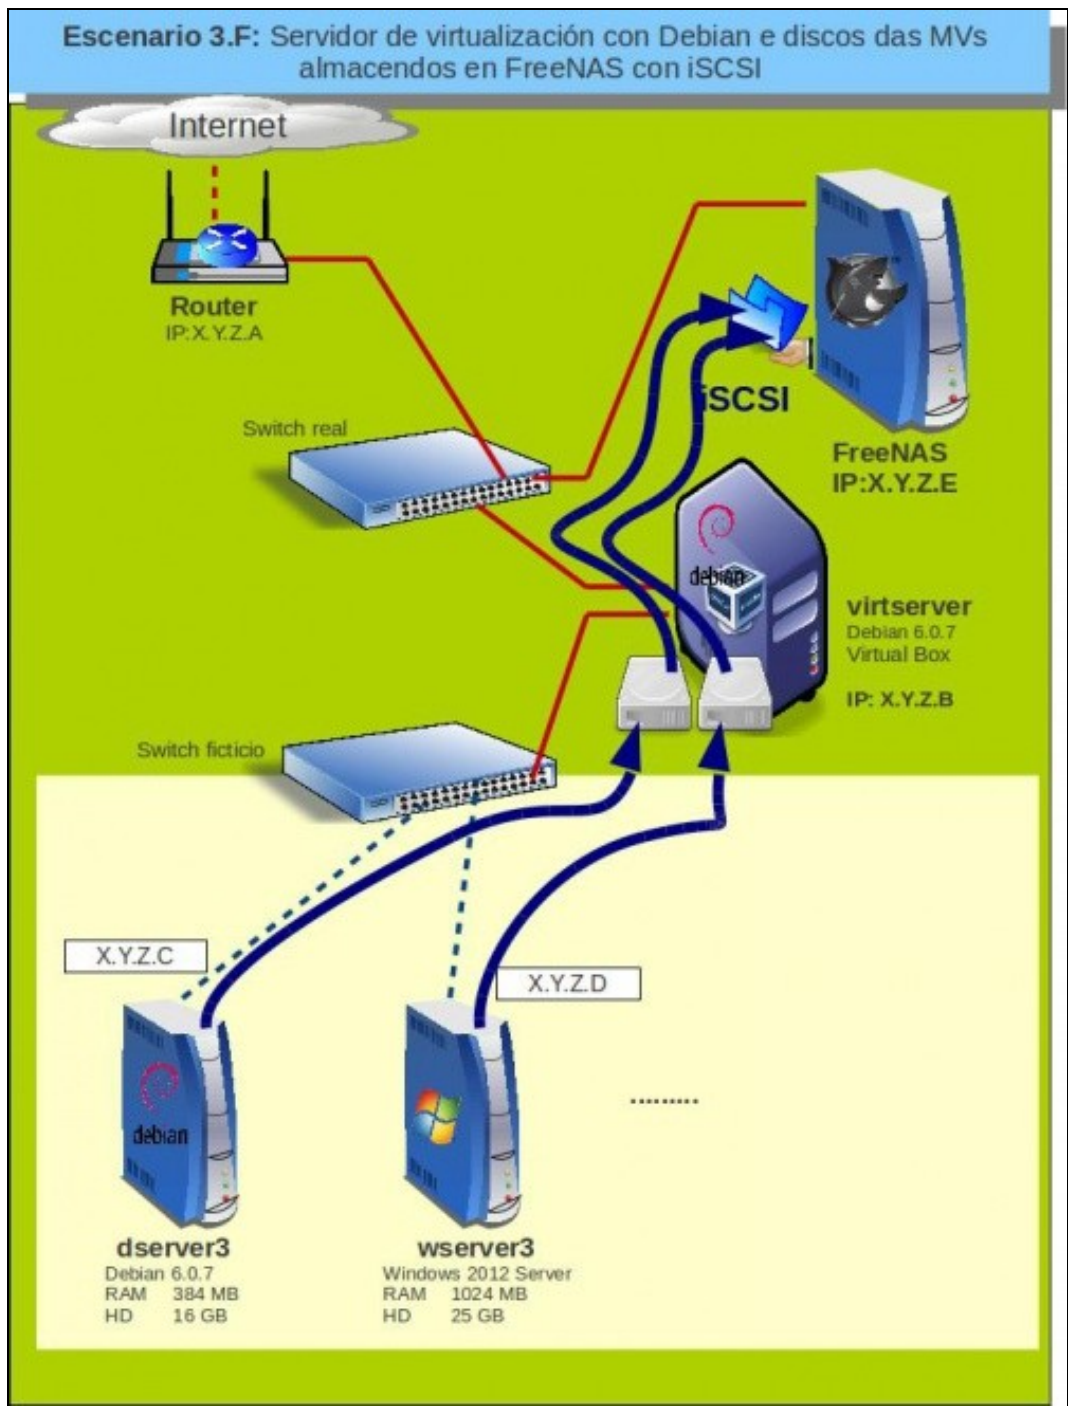 Escenario 3.F: Servidor de virtualización con Debian e discos das MVs
almacendos en FreeNAS con iSCSI
Internet
Router
IP:X.Y.Z.A
iSCSI
Switch real
FreeNAS
IP:X.Y.Z.E
debian
virtserver
Debian 6.0.7
Virtual Box
IP: X.Y.Z.B
Switch ficticio
X.Y.Z.C
X.Y.Z.D
debian
.........
dserver3
Debian 6.0.7
RAM 384 MB
HD 16 GB
wserver3
Windows 2012 Server
RAM 1024 MB
HD 25 GB